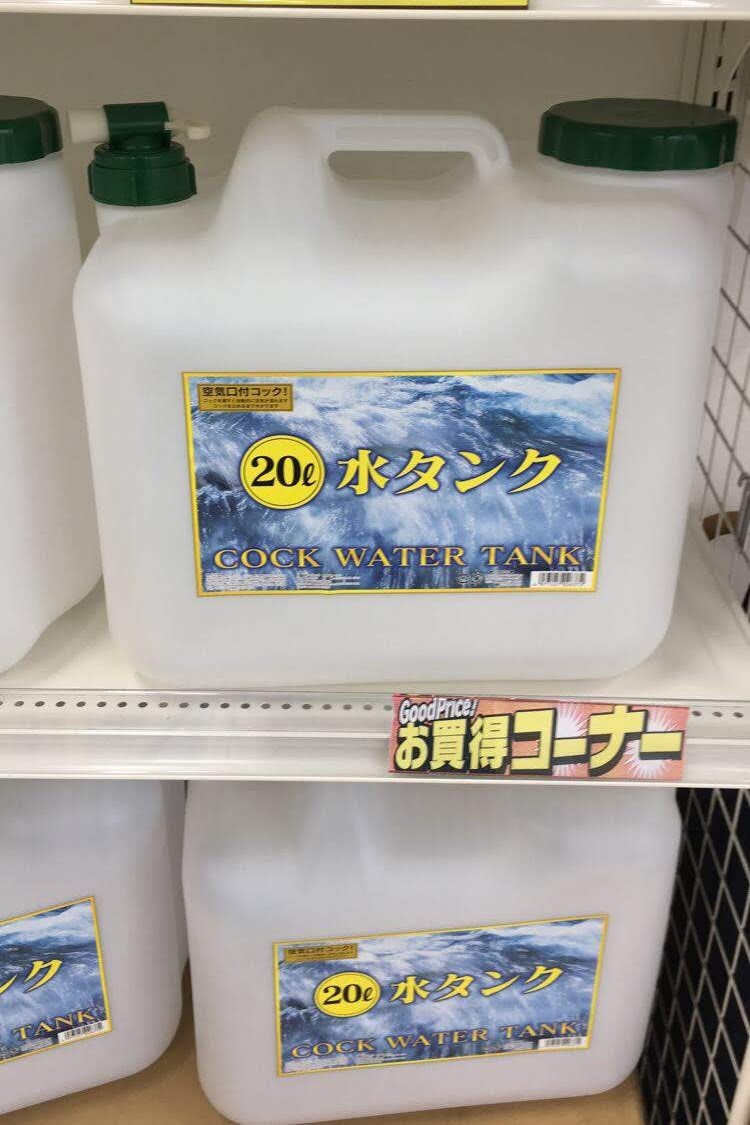 空気口付コック!
20ℓ 水タンク
COCK WATER TANK
Good Price!
お買得コーナー
ンク
TANK
空気口付コック!
20ℓ 水タンク
COCK WATER TANK